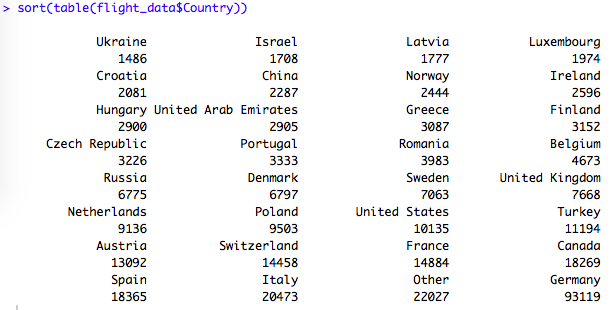 > sort(table(flight_data$Country))
Ukraine Israel Latvia Luxembourg
1486 1708 1777 1974
Croatia China Norway Ireland
2081 2287 2444 2596
Hungary United Arab Emirates Greece Finland
2900 2905 3087 3152
Czech Republic Portugal Romania Belgium
3226 3333 3983 4673
Russia Denmark Sweden United Kingdom
6775 6797 7063 7668
Netherlands Poland United States Turkey
9136 9503 10135 11194
Austria Switzerland France Canada
13092 14458 14884 18269
Spain Italy Other Germany
18365 20473 22027 93119